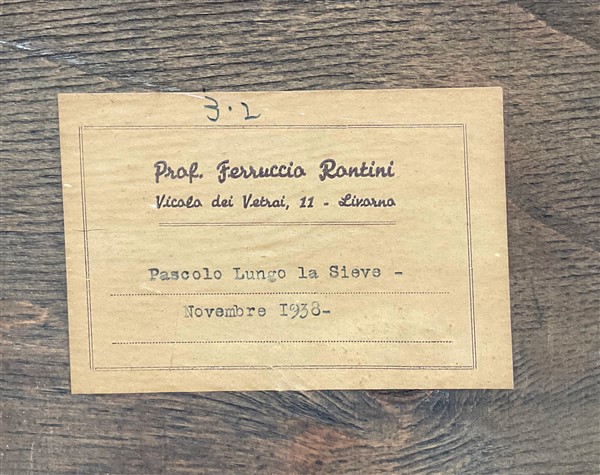 3.2
Prof. Ferruccio Rontini
Vicolo dei Vetrai, 11 - Livorno
Pascolo Lungo la Sieve -
Novembre 1938-